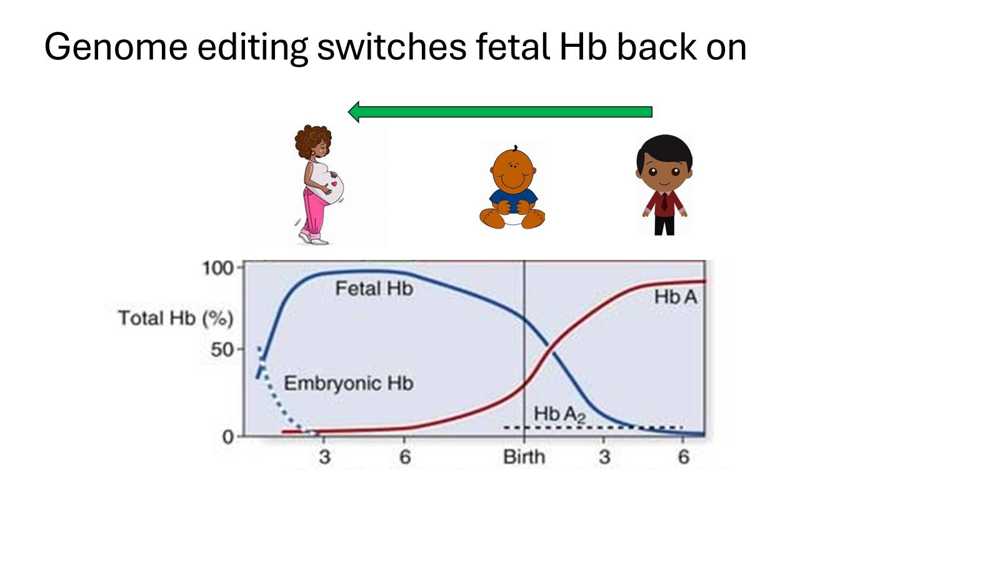 Genome editing switches fetal Hb back on
100
Fetal Hb
Hb A
Total Hb (%)
50
Embryonic Hb
Hb A₂
0
3 6 Birth 3 6